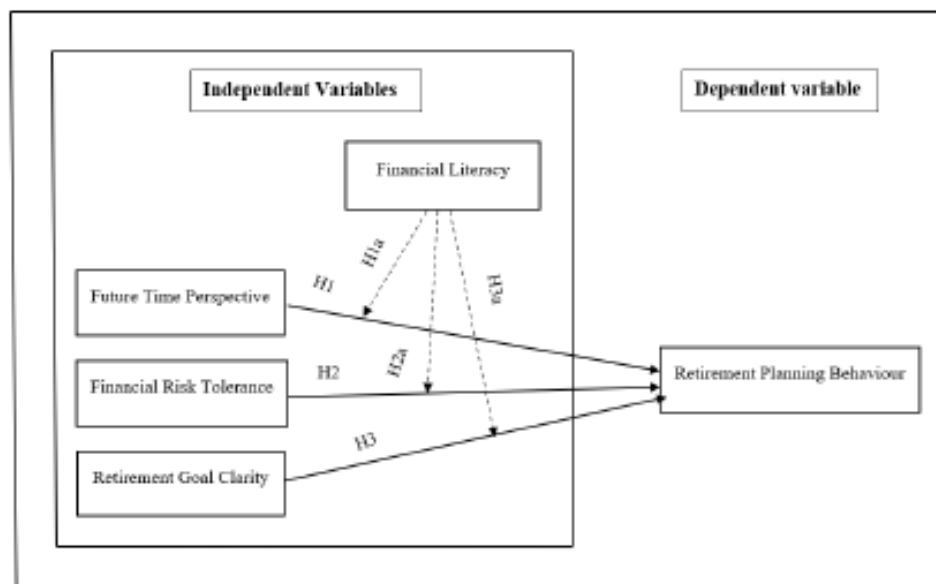 Independent Variables
Dependent variable
Financial Literacy
H1a
H1
H3a
Future Time Perspective
H2a
H2
Financial Risk Tolerance
Retirement Planning Behaviour
H3
Retirement Goal Clarity